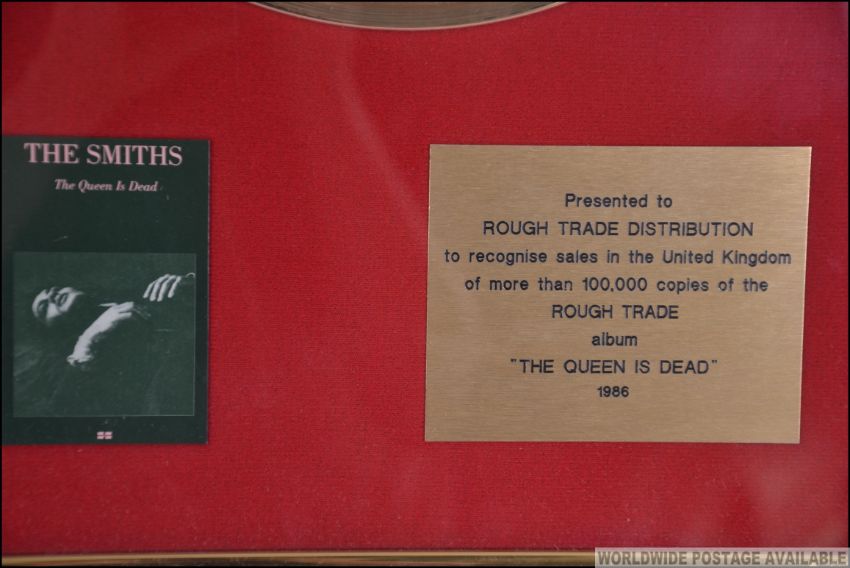 THE SMITHS
The Queen Is Dead
Presented to
ROUGH TRADE DISTRIBUTION
to recognise sales in the United Kingdom
of more than 100,000 copies of the
ROUGH TRADE
album
"THE QUEEN IS DEAD"
1986
WORLDWIDE POSTAGE AVAILABLE